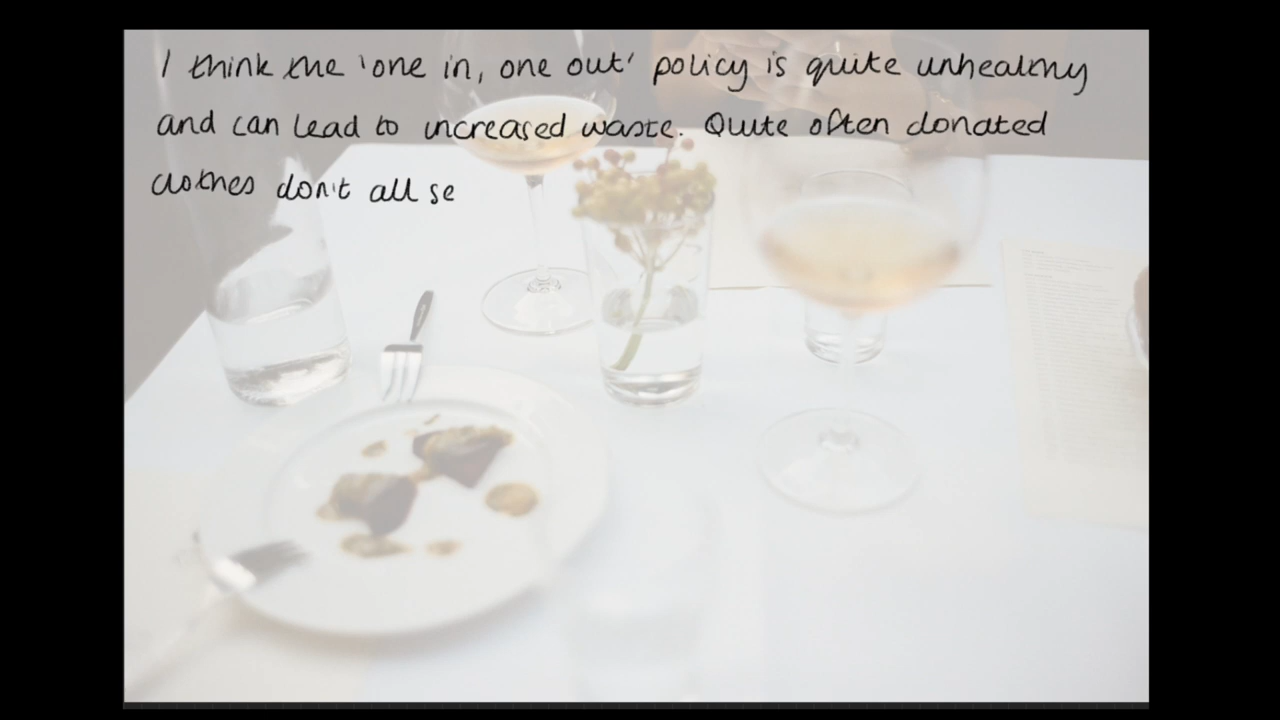 I think the 'one in, one out' policy is quite unhealthy
and can lead to increased waste. Quite often donated
clothes don't all se